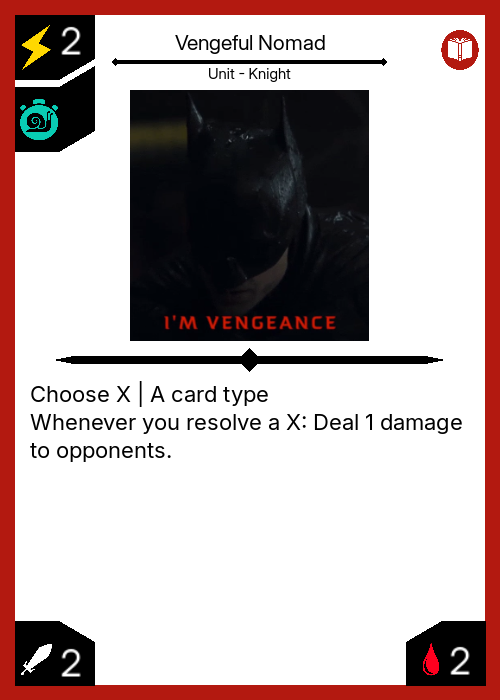 2
Vengeful Nomad
Unit - Knight
I'M VENGEANCE
Choose X | A card type
Whenever you resolve a X: Deal 1 damage
to opponents.
2
2